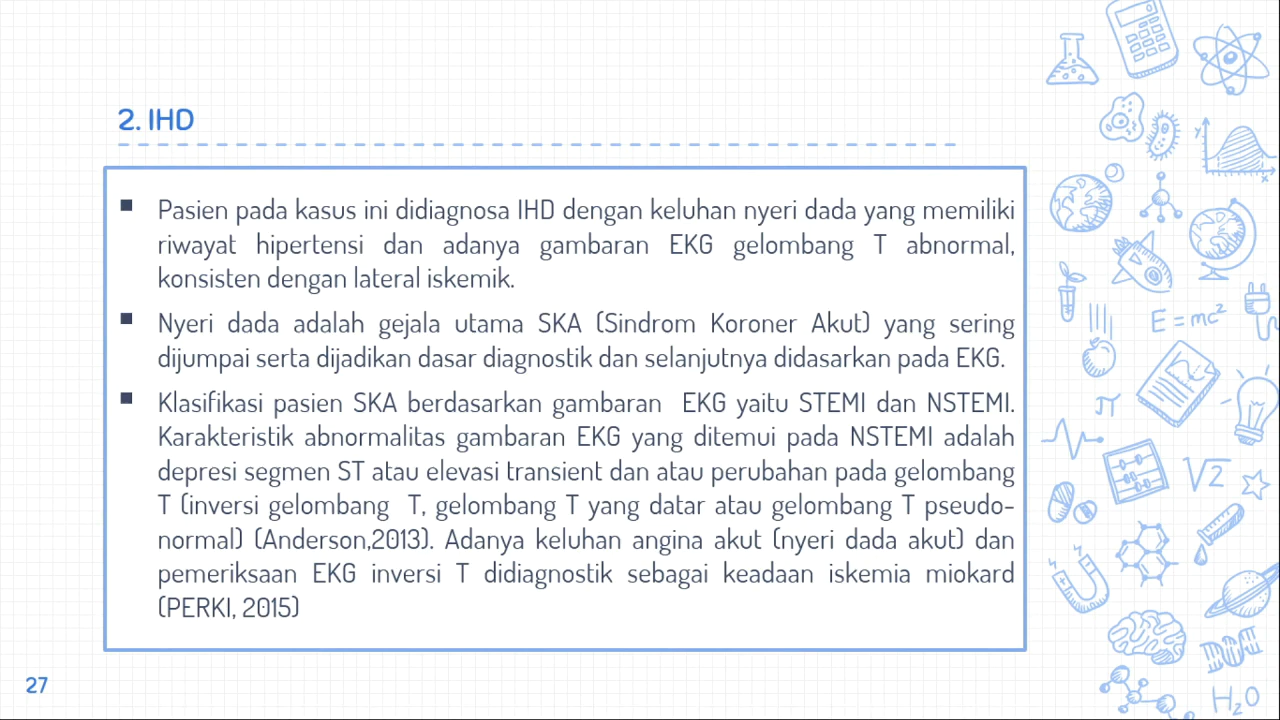 2. IHD
▪ Pasien pada kasus ini didiagnosa IHD dengan keluhan nyeri dada yang memiliki
riwayat hipertensi dan adanya gambaran EKG gelombang T abnormal,
konsisten dengan lateral iskemik.
▪ Nyeri dada adalah gejala utama SKA (Sindrom Koroner Akut) yang sering
dijumpai serta dijadikan dasar diagnostik dan selanjutnya didasarkan pada EKG.
▪ Klasifikasi pasien SKA berdasarkan gambaran EKG yaitu STEMI dan NSTEMI.
Karakteristik abnormalitas gambaran EKG yang ditemui pada NSTEMI adalah
depresi segmen ST atau elevasi transient dan atau perubahan pada gelombang
T (inversi gelombang T, gelombang T yang datar atau gelombang T pseudo-
normal) (Anderson,2013). Adanya keluhan angina akut (nyeri dada akut) dan
pemeriksaan EKG inversi T didiagnostik sebagai keadaan iskemia miokard
(PERKI, 2015)
27
y
x
E = mc²
π
√2
H₂O